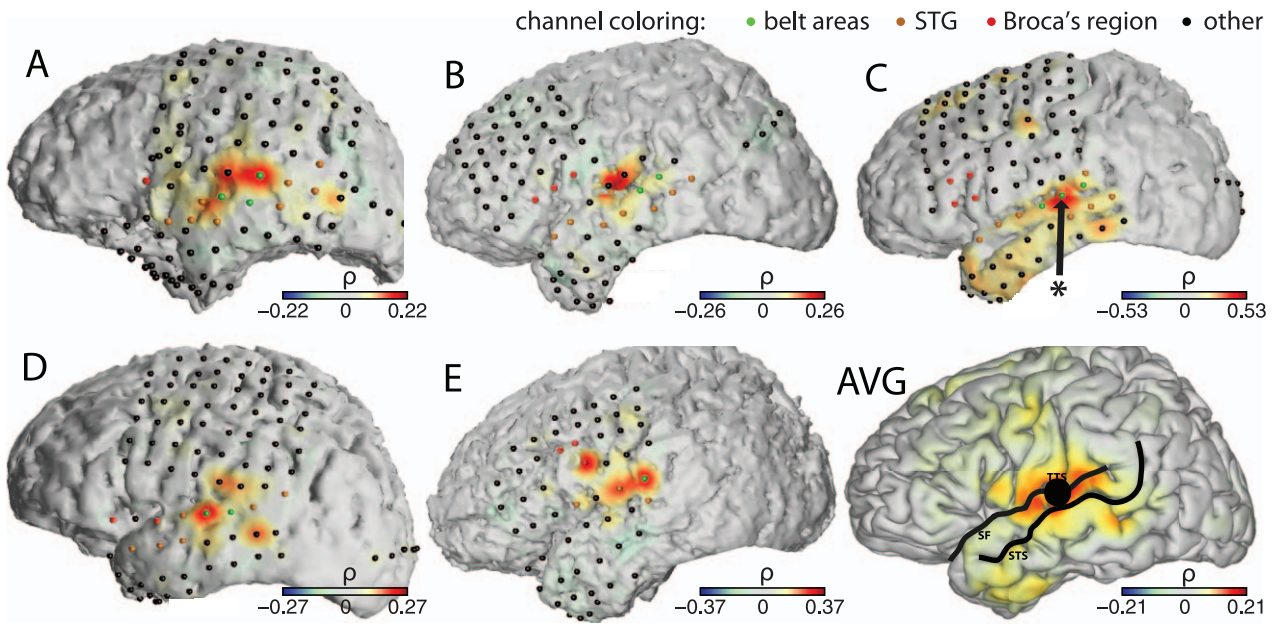 channel coloring: belt areas STG Broca's region other
A B C
ρ ρ ρ
−0.22 0 0.22 −0.26 0 0.26 −0.53 0 0.53
*
D E AVG
TTS
SF
STS
ρ ρ ρ
−0.27 0 0.27 −0.37 0 0.37 −0.21 0 0.21